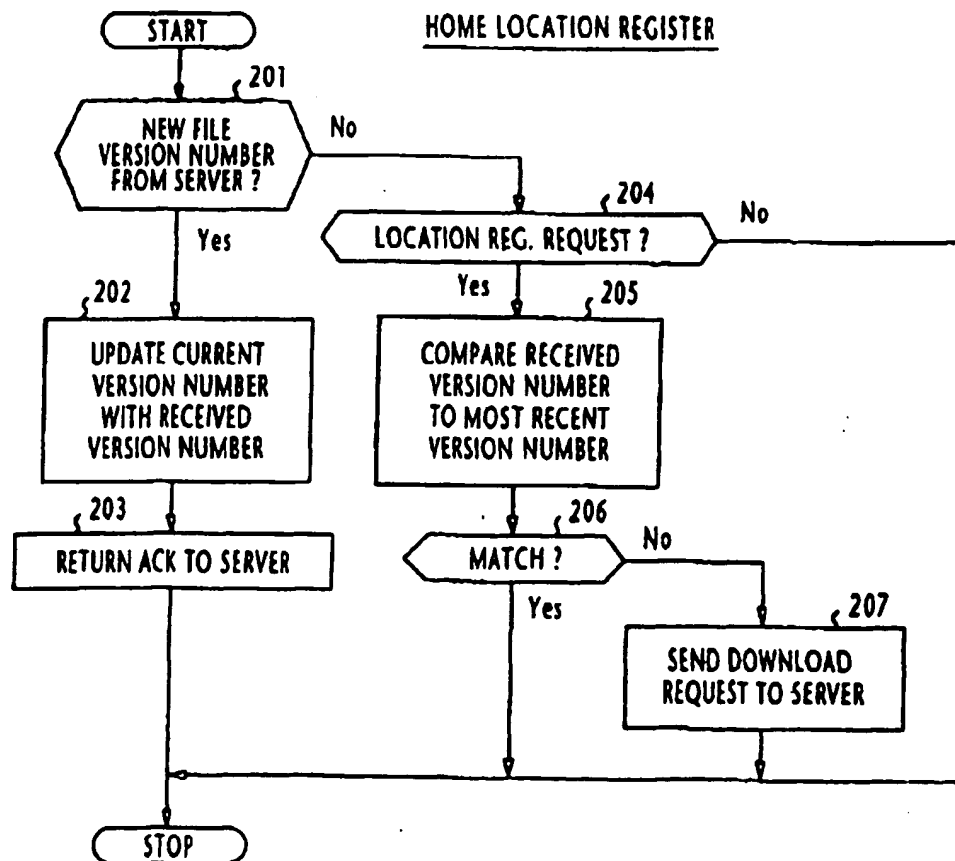 START
HOME LOCATION REGISTER
201
NEW FILE
VERSION NUMBER
FROM SERVER ?
No
Yes
204
LOCATION REG. REQUEST ?
No
Yes
202
UPDATE CURRENT
VERSION NUMBER
WITH RECEIVED
VERSION NUMBER
205
COMPARE RECEIVED
VERSION NUMBER
TO MOST RECENT
VERSION NUMBER
203
RETURN ACK TO SERVER
206
MATCH ?
No
Yes
207
SEND DOWNLOAD
REQUEST TO SERVER
STOP